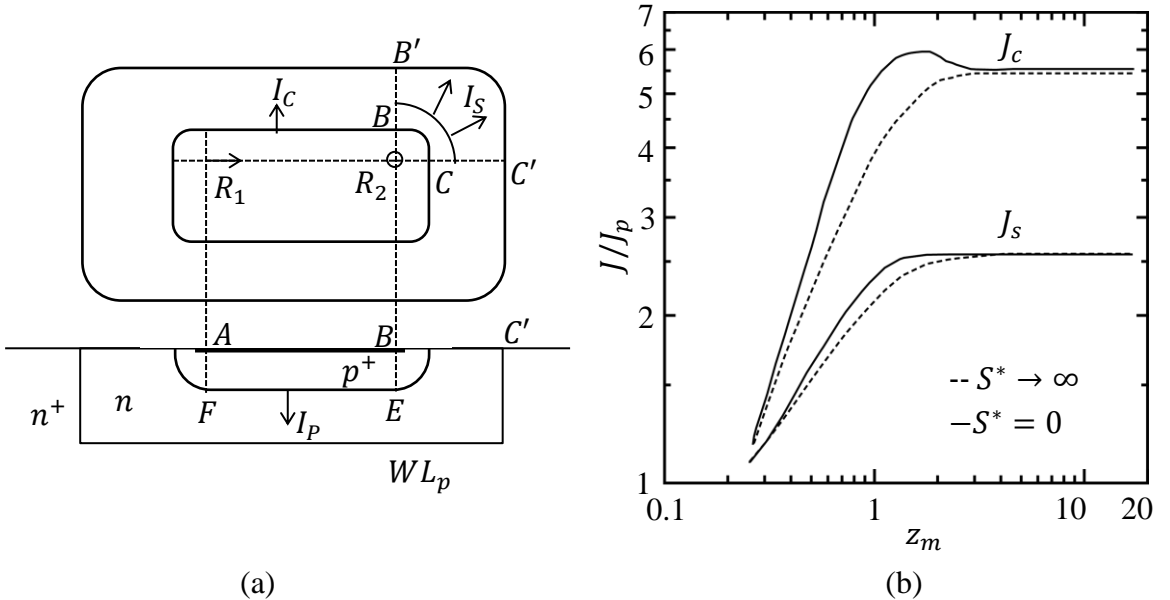 B′
I_C
I_S
B
R_1
R_2
C
C′
A
B
C′
p⁺
n⁺
n
F
I_P
E
WL_p
(a)
7
6
5
4
3
2
1
J/J_p
J_c
J_s
-- S* → ∞
− S* = 0
0.1
1
10
20
z_m
(b)